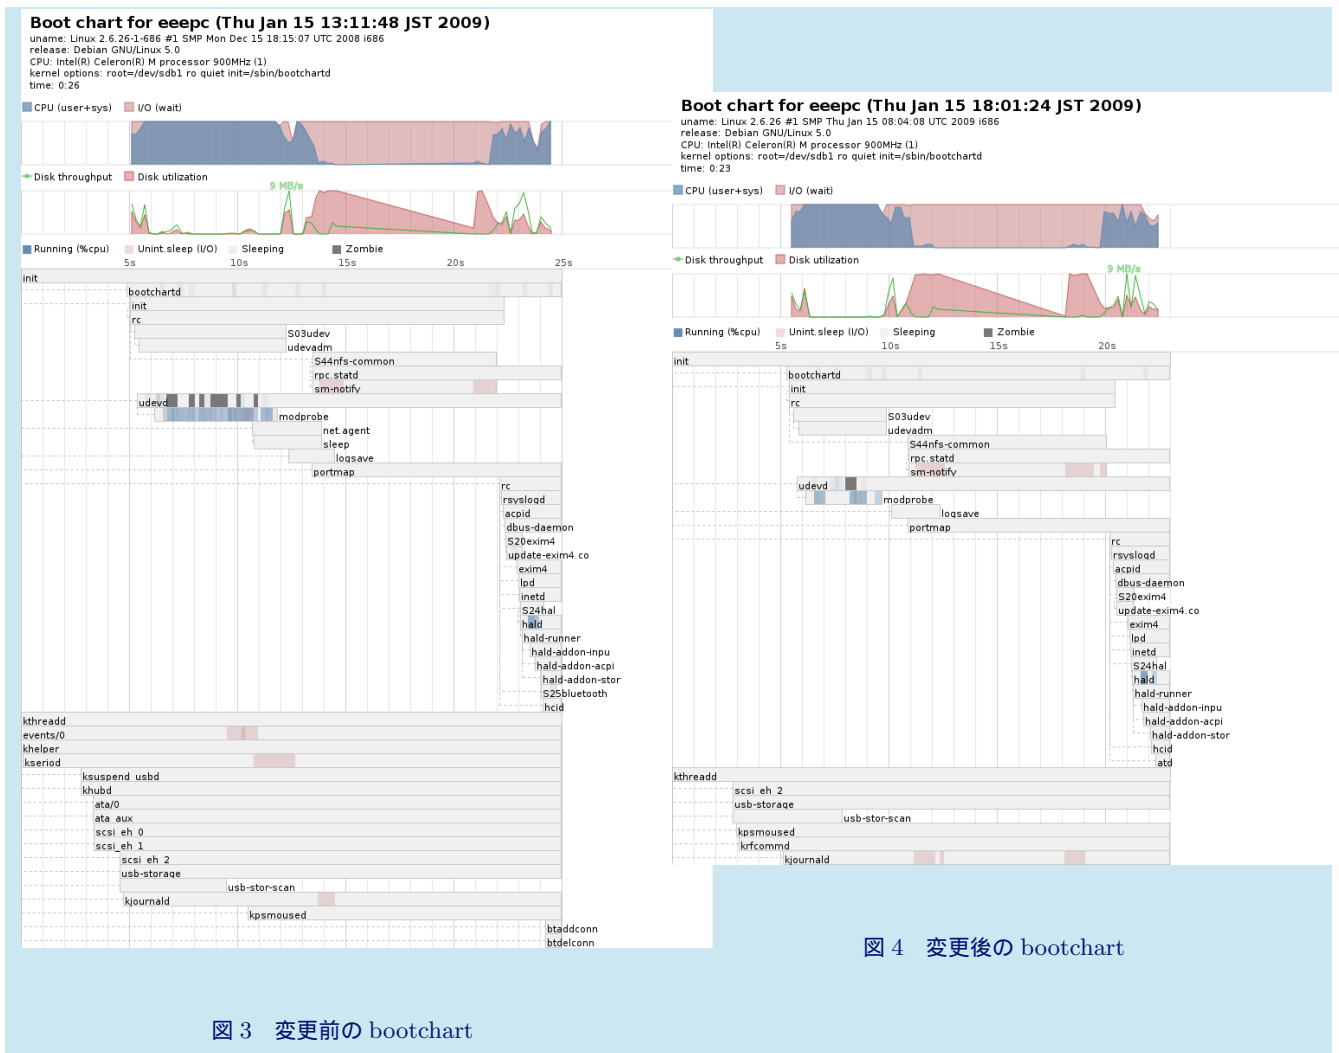 Boot chart for eeepc (Thu Jan 15 13:11:48 JST 2009)
uname: Linux 2.6.26-1-686 #1 SMP Mon Dec 15 18:15:07 UTC 2008 i686
release: Debian GNU/Linux 5.0
CPU: Intel(R) Celeron(R) M processor 900MHz (1)
kernel options: root=/dev/sdb1 ro quiet init=/sbin/bootchartd
time: 0:26
CPU (user+sys) I/O (wait)
Disk throughput Disk utilization
9 MB/s
Running (%cpu) Unint.sleep (I/O) Sleeping Zombie
5s 10s 15s 20s 25s
init
bootchartd
init
rc
S03udev
udevadm
S44nfs-common
rpc.statd
sm-notify
udevd
modprobe
net.agent
sleep
logsave
portmap
rc
rsyslogd
acpid
dbus-daemon
S20exim4
update-exim4.co
exim4
lpd
inetd
S24hal
hald
hald-runner
hald-addon-inpu
hald-addon-acpi
hald-addon-stor
S25bluetooth
hcid
kthreadd
events/0
khelper
kseriod
ksuspend_usbd
khubd
ata/0
ata_aux
scsi_eh_0
scsi_eh_1
scsi_eh_2
usb-storage
usb-stor-scan
kjournald
kpsmoused
btaddconn
btdelconn
図 3 変更前の bootchart
Boot chart for eeepc (Thu Jan 15 18:01:24 JST 2009)
uname: Linux 2.6.26 #1 SMP Thu Jan 15 08:04:08 UTC 2009 i686
release: Debian GNU/Linux 5.0
CPU: Intel(R) Celeron(R) M processor 900MHz (1)
kernel options: root=/dev/sdb1 ro quiet init=/sbin/bootchartd
time: 0:23
CPU (user+sys) I/O (wait)
Disk throughput Disk utilization
9 MB/s
Running (%cpu) Unint.sleep (I/O) Sleeping Zombie
5s 10s 15s 20s
init
bootchartd
init
rc
S03udev
udevadm
S44nfs-common
rpc.statd
sm-notify
udevd
modprobe
logsave
portmap
rc
rsyslogd
acpid
dbus-daemon
S20exim4
update-exim4.co
exim4
lpd
inetd
S24hal
hald
hald-runner
hald-addon-inpu
hald-addon-acpi
hald-addon-stor
hcid
atd
kthreadd
scsi_eh_2
usb-storage
usb-stor-scan
kpsmoused
krfcommd
kjournald
図 4 変更後の bootchart